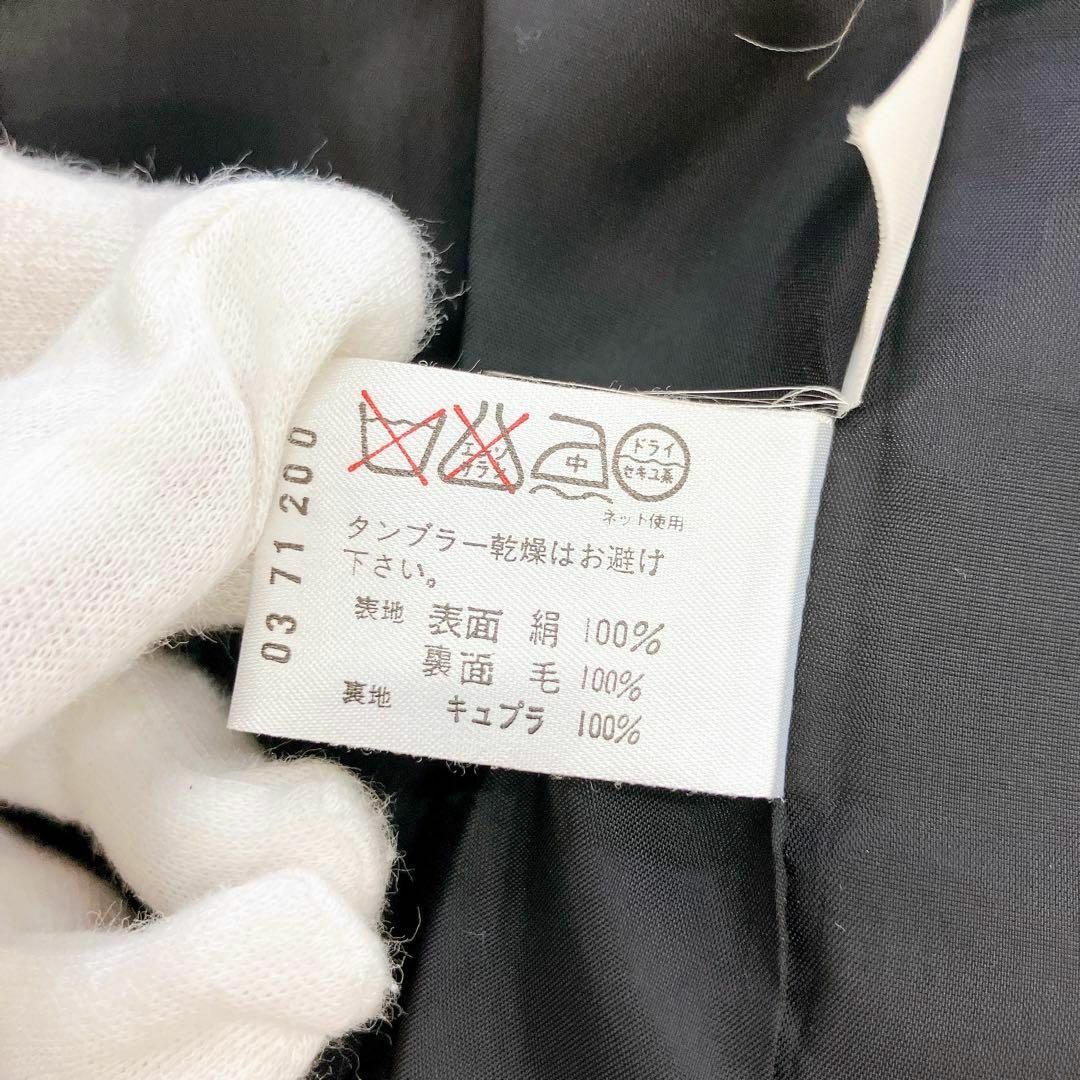 エンソ
サラシ
中
ドライ
セキユ系
ネット使用
タンブラー乾燥はお避け
下さい。
表地 表面 絹 100%
裏面 毛 100%
裏地 キュプラ 100%
03 71 200